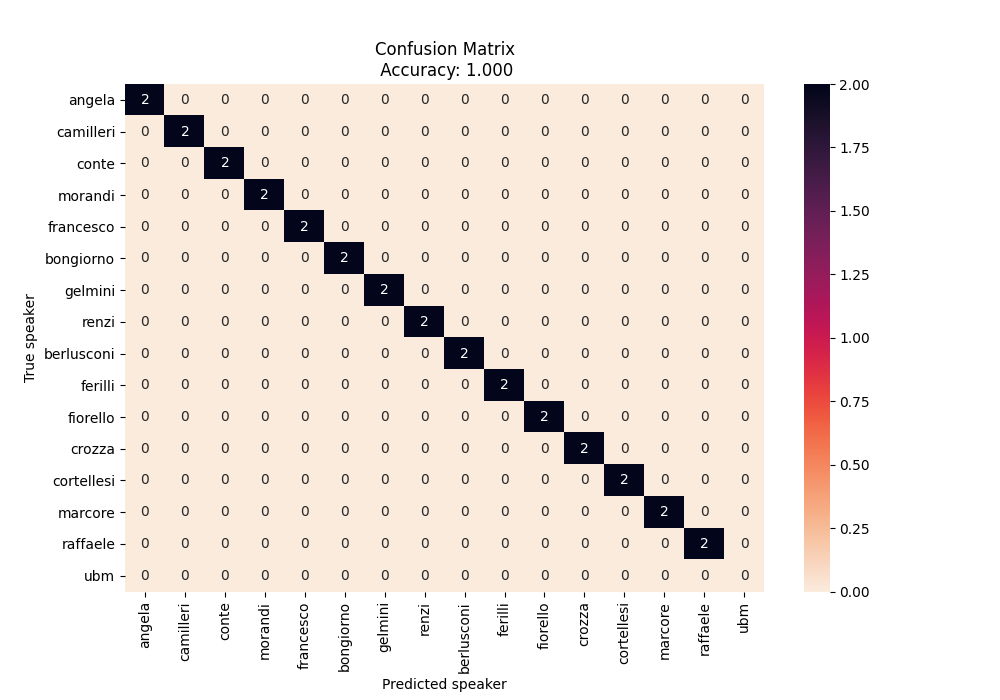 Confusion Matrix
Accuracy: 1.000
True speaker
angela 2 0 0 0 0 0 0 0 0 0 0 0 0 0 0 0
camilleri 0 2 0 0 0 0 0 0 0 0 0 0 0 0 0 0
conte 0 0 2 0 0 0 0 0 0 0 0 0 0 0 0 0
morandi 0 0 0 2 0 0 0 0 0 0 0 0 0 0 0 0
francesco 0 0 0 0 2 0 0 0 0 0 0 0 0 0 0 0
bongiorno 0 0 0 0 0 2 0 0 0 0 0 0 0 0 0 0
gelmini 0 0 0 0 0 0 2 0 0 0 0 0 0 0 0 0
renzi 0 0 0 0 0 0 0 2 0 0 0 0 0 0 0 0
berlusconi 0 0 0 0 0 0 0 0 2 0 0 0 0 0 0 0
ferilli 0 0 0 0 0 0 0 0 0 2 0 0 0 0 0 0
fiorello 0 0 0 0 0 0 0 0 0 0 2 0 0 0 0 0
crozza 0 0 0 0 0 0 0 0 0 0 0 2 0 0 0 0
cortellesi 0 0 0 0 0 0 0 0 0 0 0 0 2 0 0 0
marcore 0 0 0 0 0 0 0 0 0 0 0 0 0 2 0 0
raffaele 0 0 0 0 0 0 0 0 0 0 0 0 0 0 2 0
ubm 0 0 0 0 0 0 0 0 0 0 0 0 0 0 0 0
angela
camilleri
conte
morandi
francesco
bongiorno
gelmini
renzi
berlusconi
ferilli
fiorello
crozza
cortellesi
marcore
raffaele
ubm
Predicted speaker
2.00
1.75
1.50
1.25
1.00
0.75
0.50
0.25
0.00